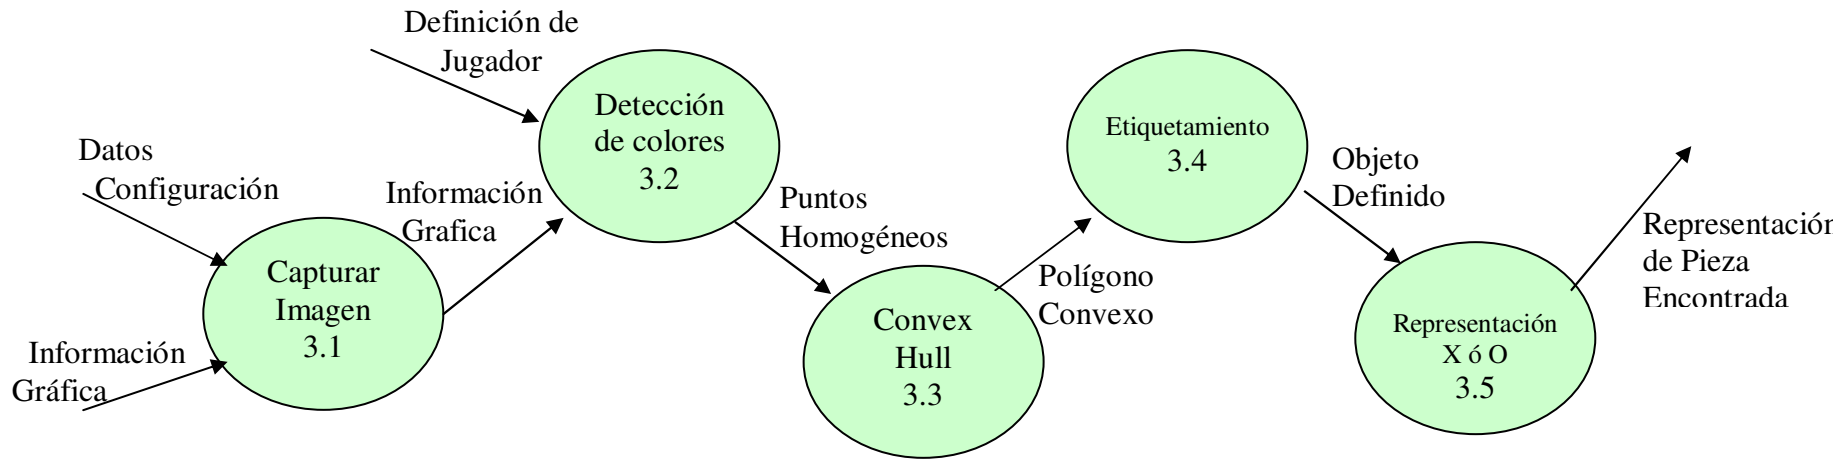 Definición de
Jugador
Detección
de colores
3.2
Etiquetamiento
3.4
Datos
Configuración
Información
Grafica
Puntos
Homogéneos
Objeto
Definido
Capturar
Imagen
3.1
Información
Gráfica
Convex
Hull
3.3
Polígono
Convexo
Representación
X ó O
3.5
Representación
de Pieza
Encontrada